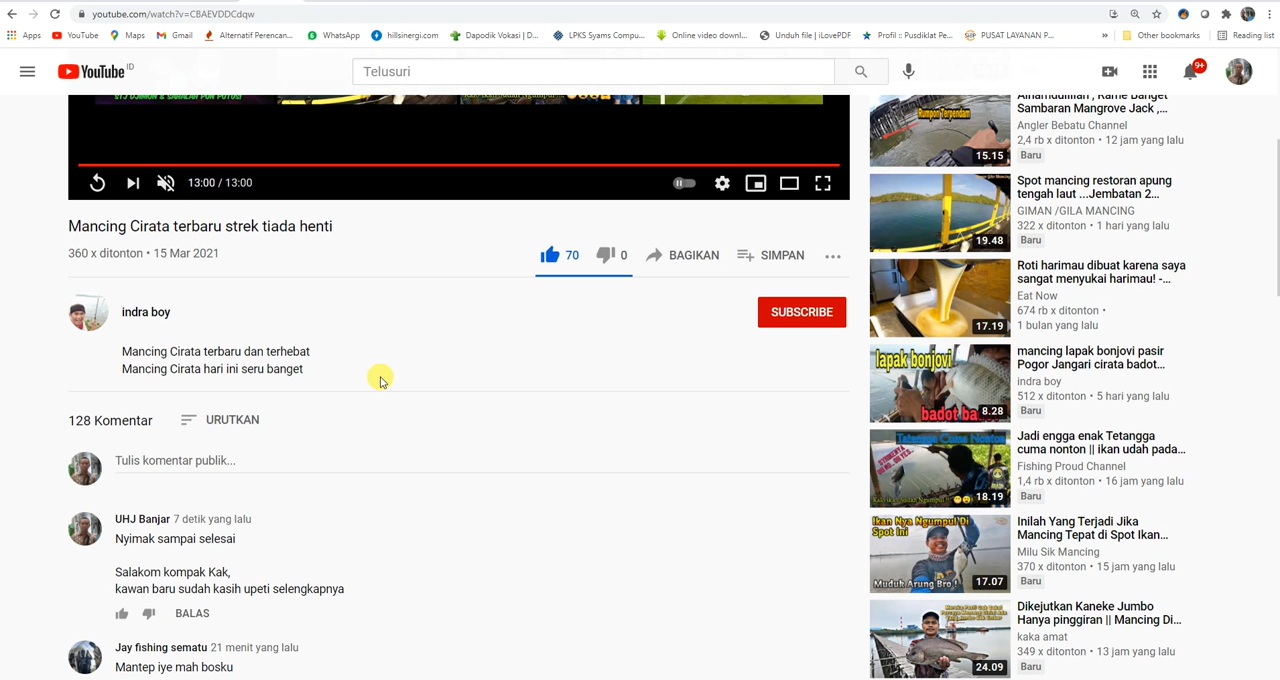 youtube.com/watch?v=CBAEVDDCdqw
Apps YouTube Maps Gmail Alternatif Perencan... WhatsApp hillsinergi.com Dapodik Vokasi | D... LPKS Syams Compu... Online video downl... Unduh file | iLovePDF Profil :: Pusdiklat Pe... PUSAT LAYANAN P... » Other bookmarks Reading list
YouTube ID
Telusuri
9+
13:00 / 13:00
Mancing Cirata terbaru strek tiada henti
360 x ditonton • 15 Mar 2021
70 0 BAGIKAN SIMPAN
indra boy
SUBSCRIBE
Mancing Cirata terbaru dan terhebat
Mancing Cirata hari ini seru banget
128 Komentar URUTKAN
Tulis komentar publik...
UHJ Banjar 7 detik yang lalu
Nyimak sampai selesai
Salakom kompak Kak,
kawan baru sudah kasih upeti selengkapnya
BALAS
Jay fishing sematu 21 menit yang lalu
Mantep iye mah bosku
Rumpon Terpendam
15.15
Sambaran Mangrove Jack ,...
Angler Bebatu Channel
2,4 rb x ditonton • 12 jam yang lalu
Baru
19.48
Spot mancing restoran apung
tengah laut ...Jembatan 2...
GIMAN /GILA MANCING
322 x ditonton • 1 hari yang lalu
Baru
17.19
Roti harimau dibuat karena saya
sangat menyukai harimau! -...
Eat Now
674 rb x ditonton •
1 bulan yang lalu
lapak bonjovi
badot ba
8.28
mancing lapak bonjovi pasir
Pogor Jangari cirata badot...
indra boy
512 x ditonton • 5 hari yang lalu
Baru
Tetangga Cuma Nonton
18.19
Jadi engga enak Tetangga
cuma nonton || ikan udah pada...
Fishing Proud Channel
1,4 rb x ditonton • 16 jam yang lalu
Baru
Ikan Nya Ngumpul Di
Spot Ini
Muduk Arung Bro !
17.07
Inilah Yang Terjadi Jika
Mancing Tepat di Spot Ikan...
Milu Sik Mancing
370 x ditonton • 15 jam yang lalu
Baru
24.09
Dikejutkan Kaneke Jumbo
Hanya pinggiran || Mancing Di...
kaka amat
349 x ditonton • 13 jam yang lalu
Baru